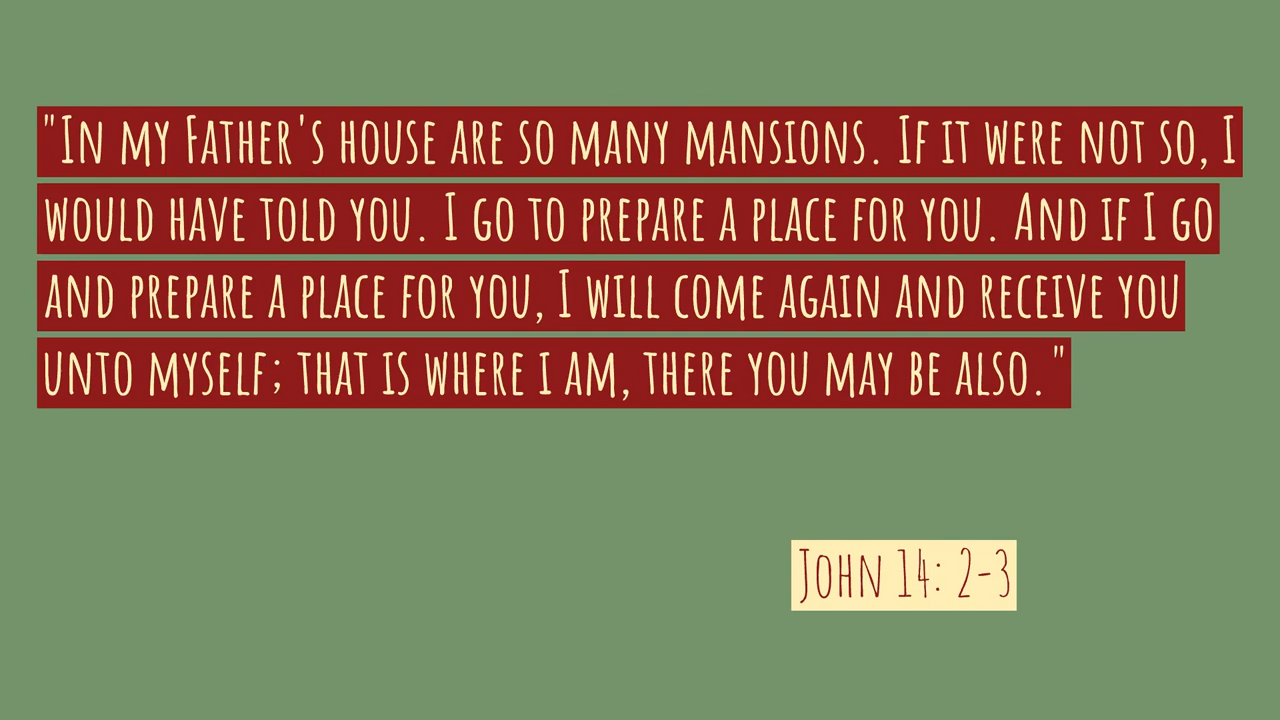 "In my Father's house are so many mansions. If it were not so, I
would have told you. I go to prepare a place for you. And if I go
and prepare a place for you, I will come again and receive you
unto myself; that is where i am, there you may be also. "
John 14: 2-3